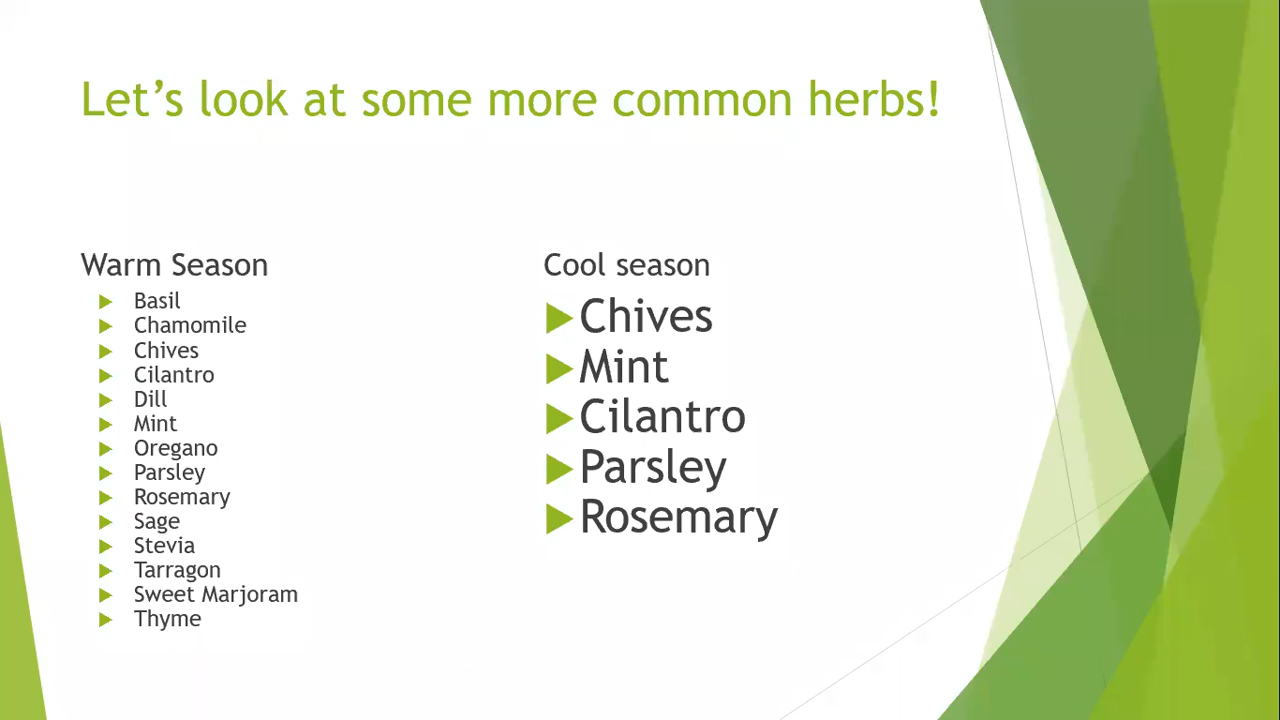 Let’s look at some more common herbs!
Warm Season
Basil
Chamomile
Chives
Cilantro
Dill
Mint
Oregano
Parsley
Rosemary
Sage
Stevia
Tarragon
Sweet Marjoram
Thyme
Cool season
Chives
Mint
Cilantro
Parsley
Rosemary